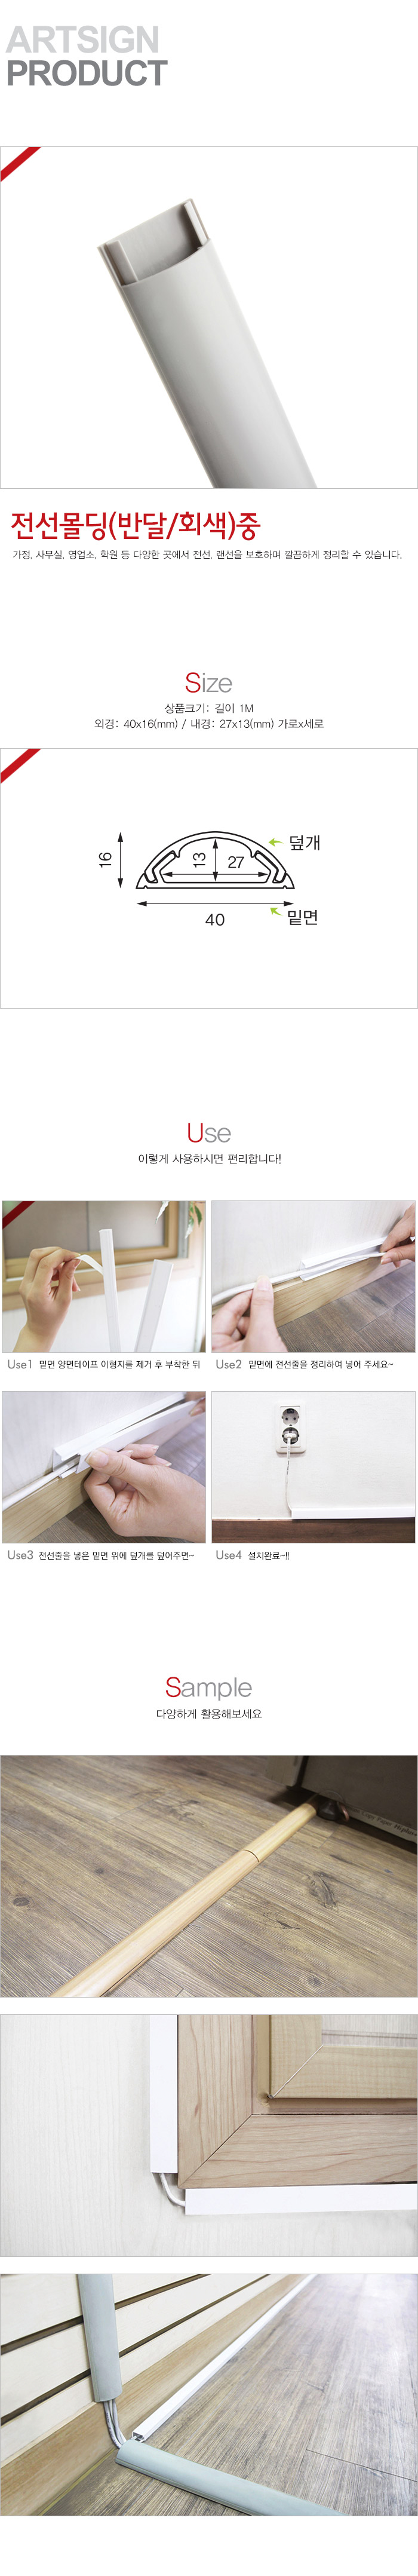 ARTSIGN
PRODUCT
전선몰딩(반달/회색)중
가정, 사무실, 영업소, 학원 등 다양한 곳에서 전선, 랜선을 보호하며 깔끔하게 정리할 수 있습니다.
Size
상품크기: 길이 1M
외경: 40x16(mm) / 내경: 27x13(mm) 가로x세로
덮개
16
13
27
40
밑면
Use
이렇게 사용하시면 편리합니다!
Use1 밑면 양면테이프 이형지를 제거 후 부착한 뒤
Use2 밑면에 전선줄을 정리하여 넣어 주세요~
Use3 전선줄을 넣은 밑면 위에 덮개를 덮어주면~
Use4 설치완료~!!
Sample
다양하게 활용해보세요